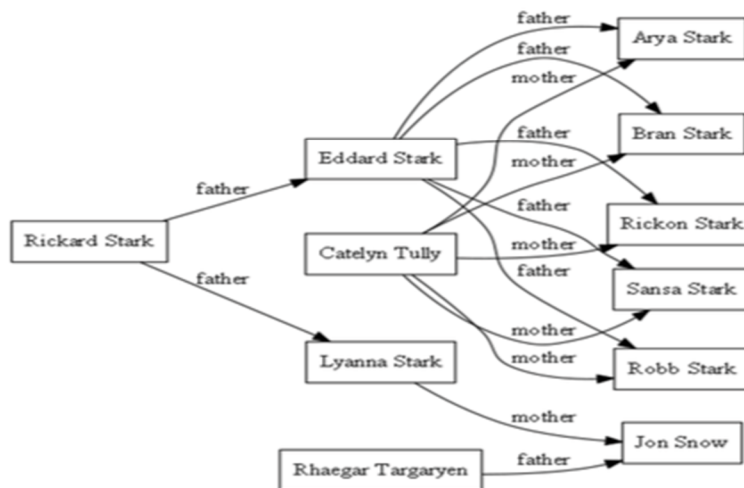 father
Arya Stark
father
mother
Bran Stark
father
Eddard Stark
mother
father
father
Rickon Stark
Rickard Stark
Catelyn Tully
mother
father
father
Sansa Stark
mother
Lyanna Stark
mother
Robb Stark
mother
Jon Snow
father
Rhaegar Targaryen